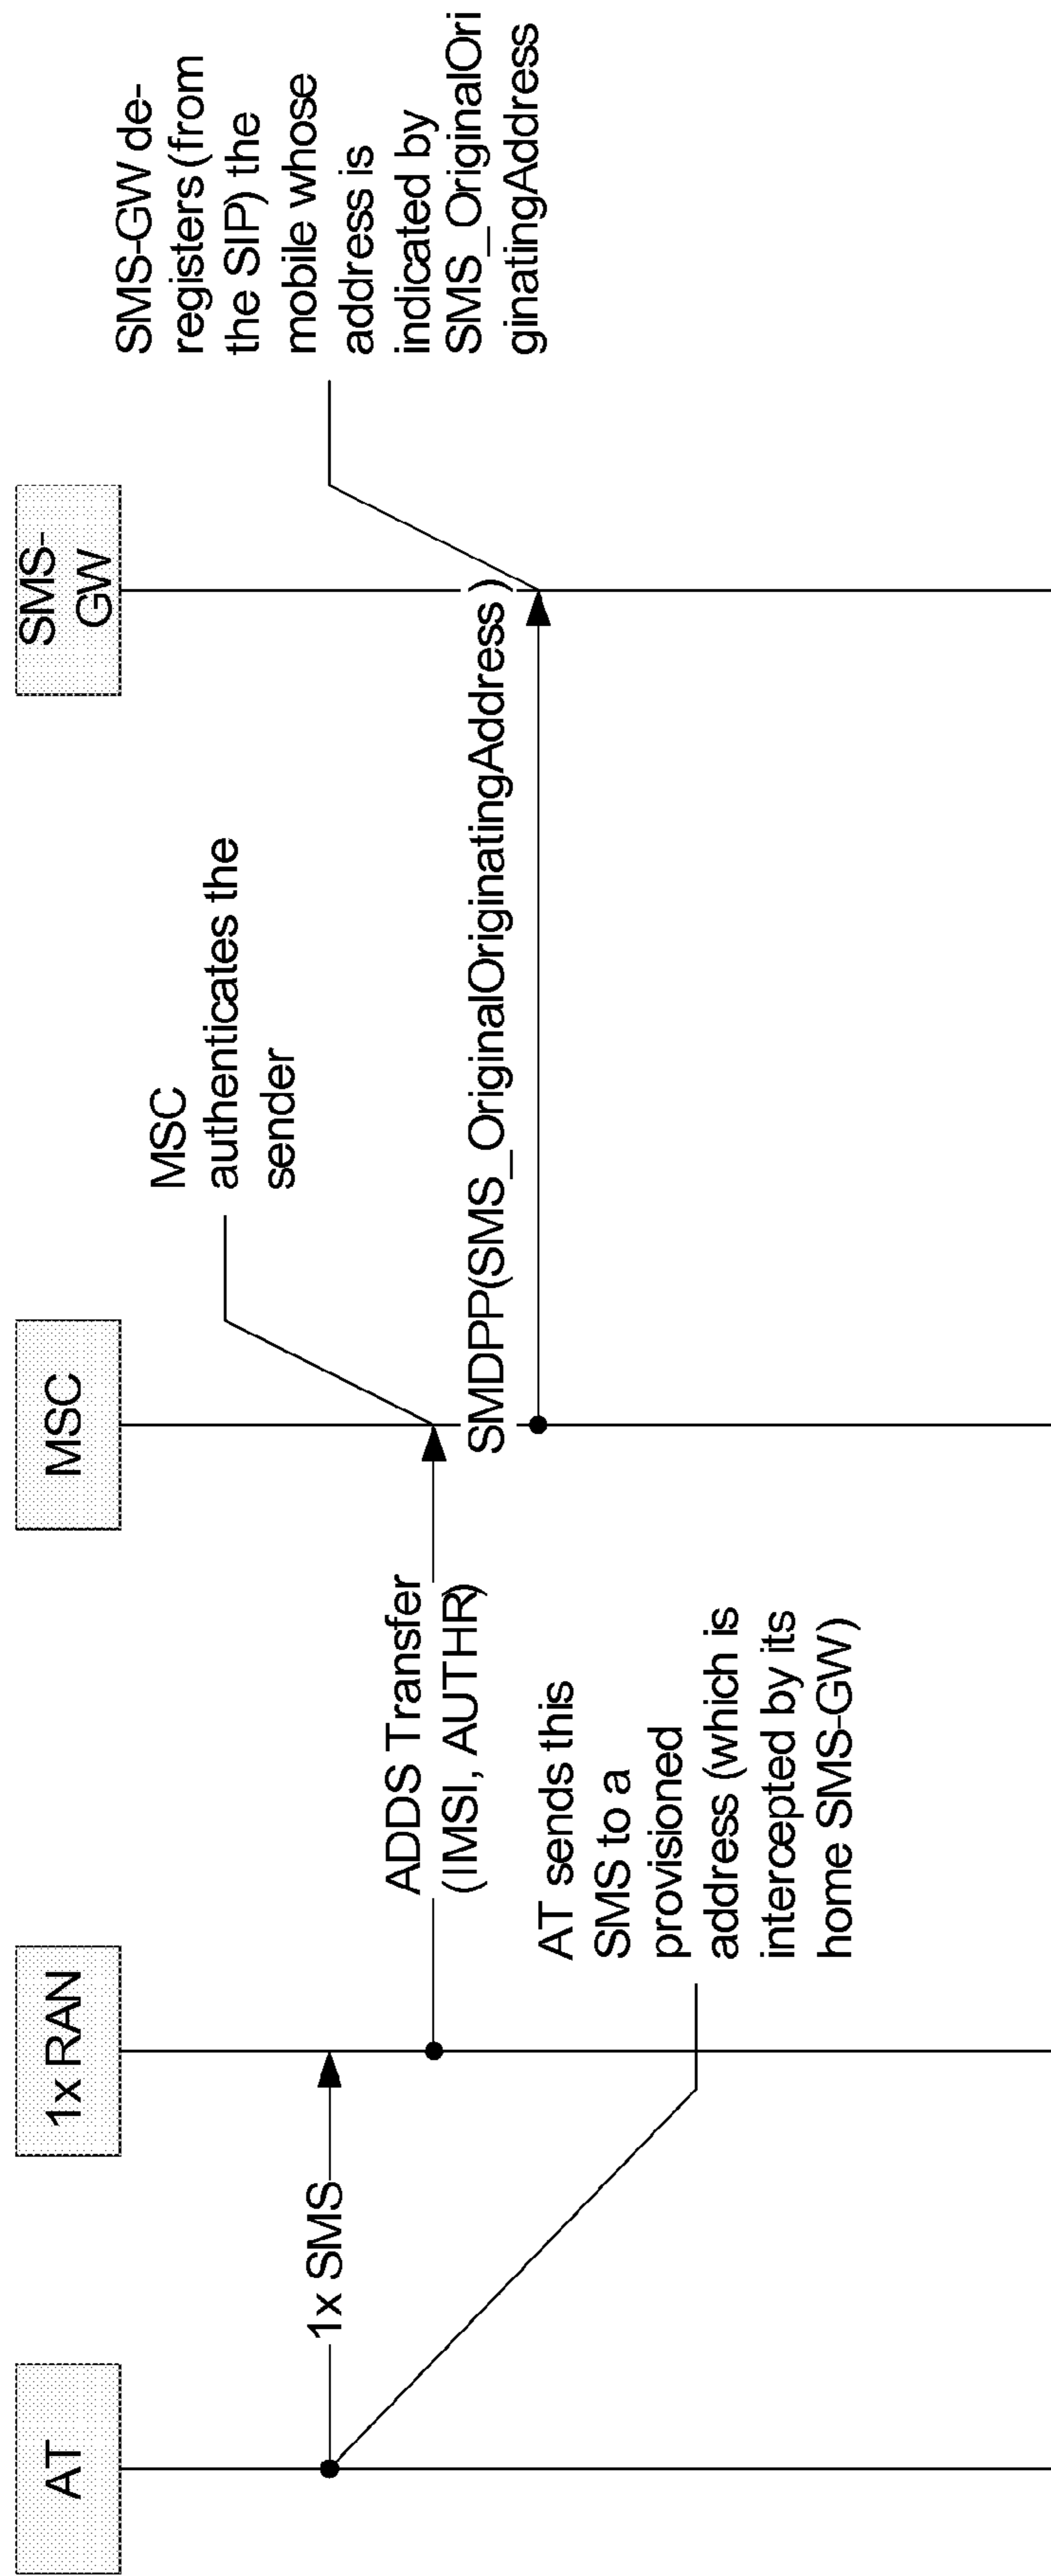 AT
1x RAN
MSC
SMS-
GW
1x SMS
ADDS Transfer
(IMSI, AUTHR)
AT sends this
SMS to a
provisioned
address (which is
intercepted by its
home SMS-GW)
MSC
authenticates the
sender
SMDPP(SMS_OriginalOriginatingAddress )
SMS-GW de-
registers (from
the SIP) the
mobile whose
address is
indicated by
SMS_OriginalOri
ginatingAddress